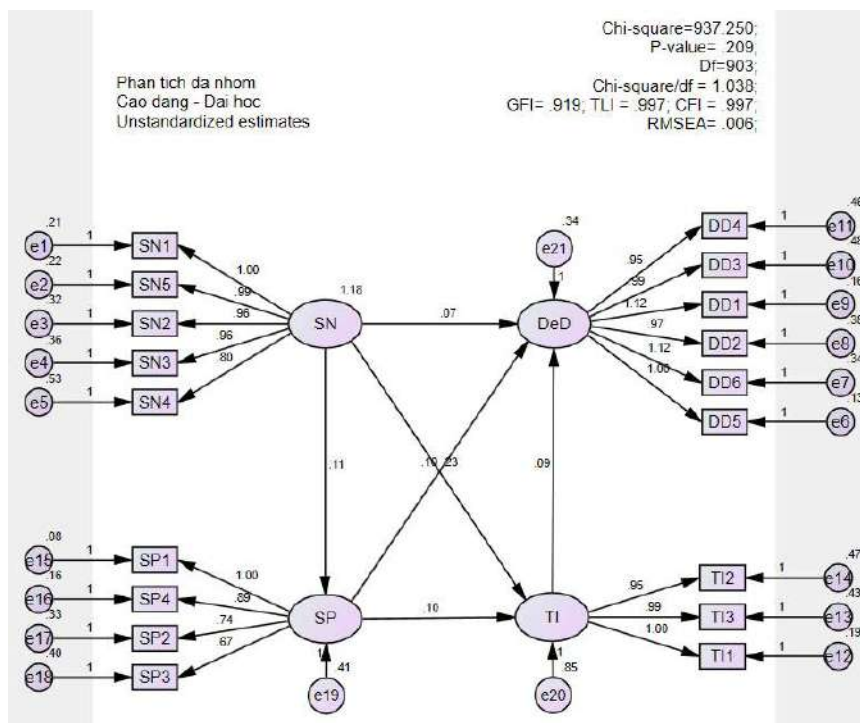 Chi-square=937.250;
P-value= .209;
Df=903;
Chi-square/df = 1.038;
GFI= .919; TLI = .997; CFI = .997;
RMSEA= .006;
Phan tich da nhom
Cao dang - Dai hoc
Unstandardized estimates
.21
e1 1 SN1
.22
e2 1 SN5
.32
e3 1 SN2
.36
e4 1 SN3
.53
e5 1 SN4
1.00
.99
.96
.96
.80
1.18
SN
.07
.34
e21
1
DeD
.95
.99
1.12
.97
1.12
1.00
.46
DD4 1 e11
.48
DD3 1 e10
.16
DD1 1 e9
DD2 1 e8
.34
DD6 1 e7
.13
DD5 1 e6
.11
.23
.09
.08
e15 1 SP1
.16
e16 1 SP4
.33
e17 1 SP2
.40
e18 1 SP3
1.00
.89
.74
.67
SP
.10
TI
.95
.99
1.00
.47
TI2 1 e14
.43
TI3 1 e13
.19
TI1 1 e12
1
.41
e19
1
.85
e20